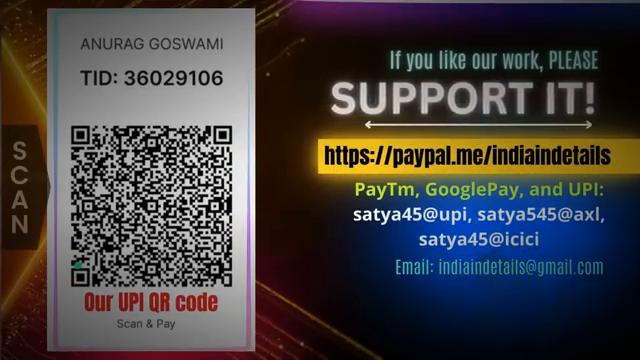 ANURAG GOSWAMI
TID: 36029106
SCAN
Our UPI QR code
Scan & Pay
If you like our work, PLEASE
SUPPORT IT!
https://paypal.me/indiaindetails
PayTm, GooglePay, and UPI:
satya45@upi, satya545@axl,
satya45@icici
Email: indiaindetails@gmail.com